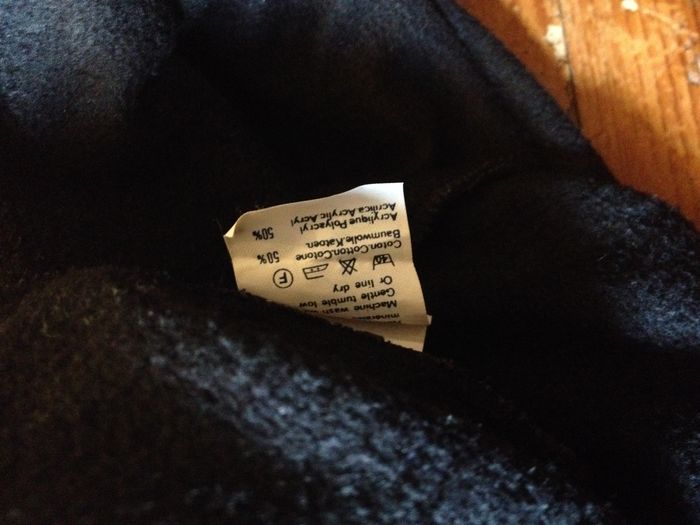 Machine wash
Gentle tumble low
Or line dry
40 F
Coton.Cotton.Cotone 50%
Baumwolle.Katoen.
Acrylique Polyacryl 50%
Acrilica Acrylic Acryl